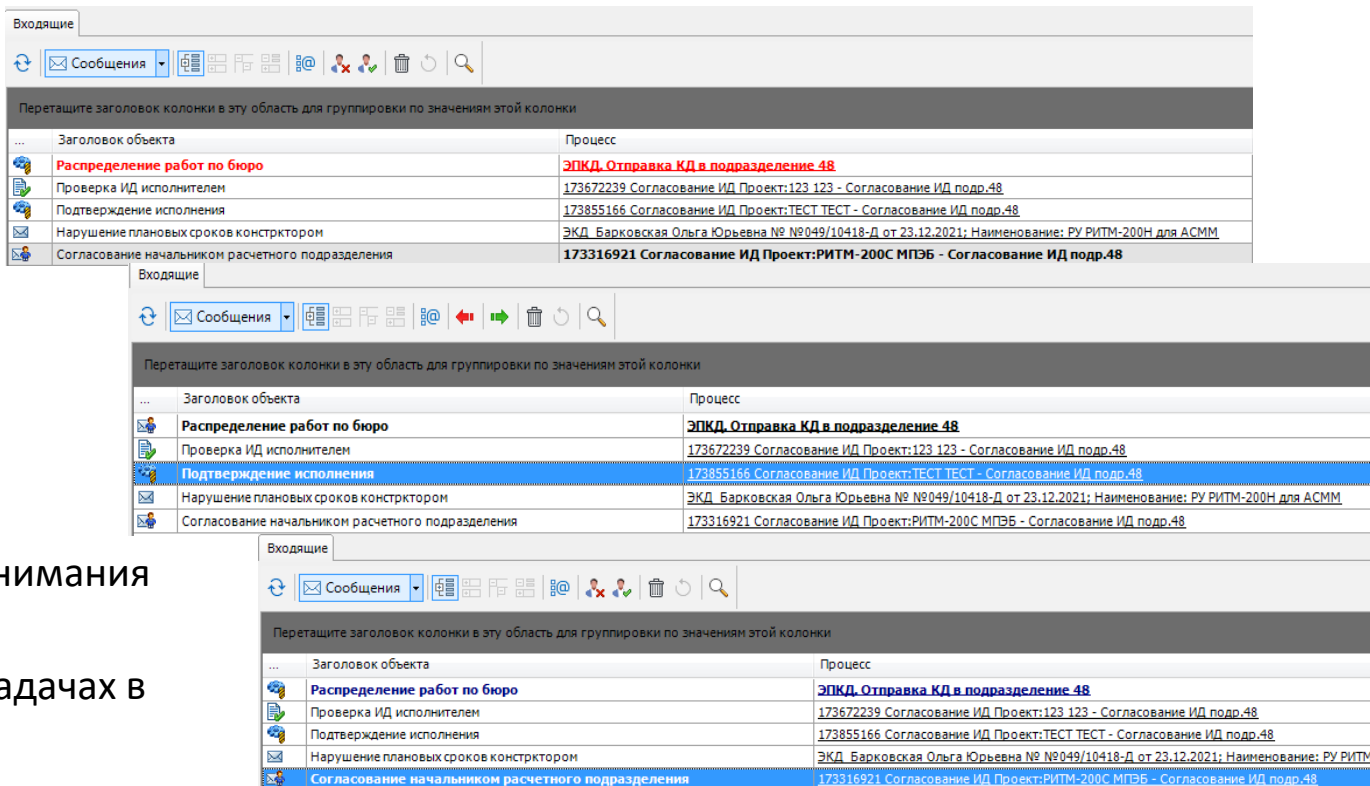 Входящие
Сообщения
Перетащите заголовок колонки в эту область для группировки по значениям этой колонки
... Заголовок объекта Процесс
Распределение работ по бюро ЭПКД. Отправка КД в подразделение 48
Проверка ИД исполнителем 173672239 Согласование ИД Проект:123 123 - Согласование ИД подр.48
Подтверждение исполнения 173855166 Согласование ИД Проект:ТЕСТ ТЕСТ - Согласование ИД подр.48
Нарушение плановых сроков констрктором ЭКД Барковская Ольга Юрьевна № №049/10418-Д от 23.12.2021; Наименование: РУ РИТМ-200Н для АСММ
Согласование начальником расчетного подразделения 173316921 Согласование ИД Проект:РИТМ-200С МПЭБ - Согласование ИД подр.48
Входящие
Сообщения
Перетащите заголовок колонки в эту область для группировки по значениям этой колонки
... Заголовок объекта Процесс
Распределение работ по бюро ЭПКД. Отправка КД в подразделение 48
Проверка ИД исполнителем 173672239 Согласование ИД Проект:123 123 - Согласование ИД подр.48
Подтверждение исполнения 173855166 Согласование ИД Проект:ТЕСТ ТЕСТ - Согласование ИД подр.48
Нарушение плановых сроков констрктором ЭКД Барковская Ольга Юрьевна № №049/10418-Д от 23.12.2021; Наименование: РУ РИТМ-200Н для АСММ
Согласование начальником расчетного подразделения 173316921 Согласование ИД Проект:РИТМ-200С МПЭБ - Согласование ИД подр.48
нимания
адачах в
Входящие
Сообщения
Перетащите заголовок колонки в эту область для группировки по значениям этой колонки
... Заголовок объекта Процесс
Распределение работ по бюро ЭПКД. Отправка КД в подразделение 48
Проверка ИД исполнителем 173672239 Согласование ИД Проект:123 123 - Согласование ИД подр.48
Подтверждение исполнения 173855166 Согласование ИД Проект:ТЕСТ ТЕСТ - Согласование ИД подр.48
Нарушение плановых сроков констрктором ЭКД Барковская Ольга Юрьевна № №049/10418-Д от 23.12.2021; Наименование: РУ РИТМ
Согласование начальником расчетного подразделения 173316921 Согласование ИД Проект:РИТМ-200С МПЭБ - Согласование ИД подр.48